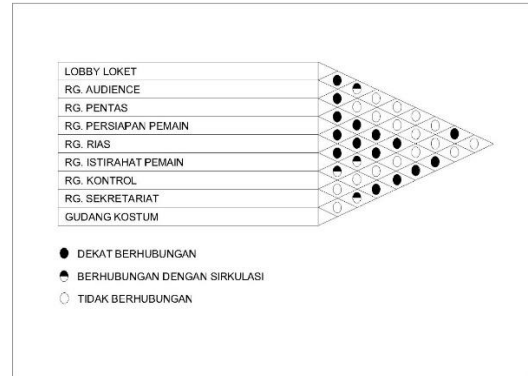 LOBBY LOKET
RG. AUDIENCE
RG. PENTAS
RG. PERSIAPAN PEMAIN
RG. RIAS
RG. ISTIRAHAT PEMAIN
RG. KONTROL
RG. SEKRETARIAT
GUDANG KOSTUM
DEKAT BERHUBUNGAN
BERHUBUNGAN DENGAN SIRKULASI
TIDAK BERHUBUNGAN